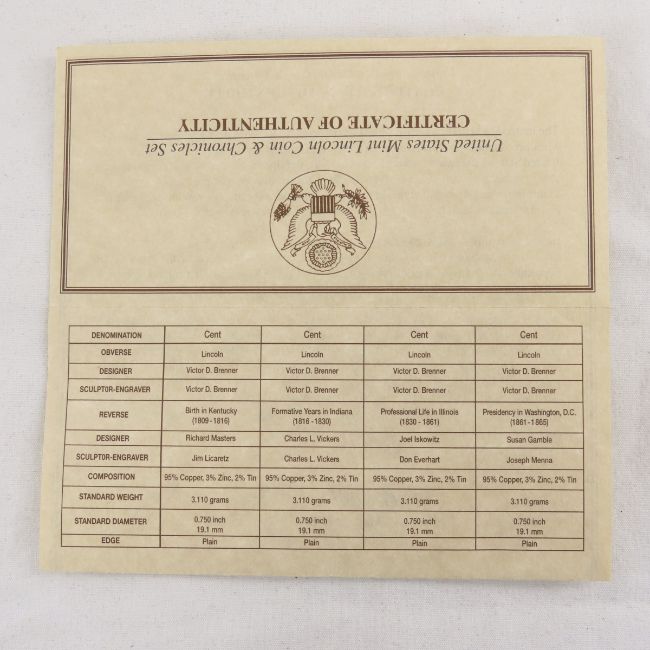 CERTIFICATE OF AUTHENTICITY
United States Mint Lincoln Coin & Chronicles Set
DENOMINATION Cent Cent Cent Cent
OBVERSE Lincoln Lincoln Lincoln Lincoln
DESIGNER Victor D. Brenner Victor D. Brenner Victor D. Brenner Victor D. Brenner
SCULPTOR-ENGRAVER Victor D. Brenner Victor D. Brenner Victor D. Brenner Victor D. Brenner
REVERSE Birth in Kentucky Formative Years in Indiana Professional Life in Illinois Presidency in Washington, D.C.
(1809 - 1816) (1816 - 1830) (1830 - 1861) (1861 - 1865)
DESIGNER Richard Masters Charles L. Vickers Joel Iskowitz Susan Gamble
SCULPTOR-ENGRAVER Jim Licaretz Charles L. Vickers Don Everhart Joseph Menna
COMPOSITION 95% Copper, 3% Zinc, 2% Tin 95% Copper, 3% Zinc, 2% Tin 95% Copper, 3% Zinc, 2% Tin 95% Copper, 3% Zinc, 2% Tin
STANDARD WEIGHT 3.110 grams 3.110 grams 3.110 grams 3.110 grams
STANDARD DIAMETER 0.750 inch 0.750 inch 0.750 inch 0.750 inch
19.1 mm 19.1 mm 19.1 mm 19.1 mm
EDGE Plain Plain Plain Plain